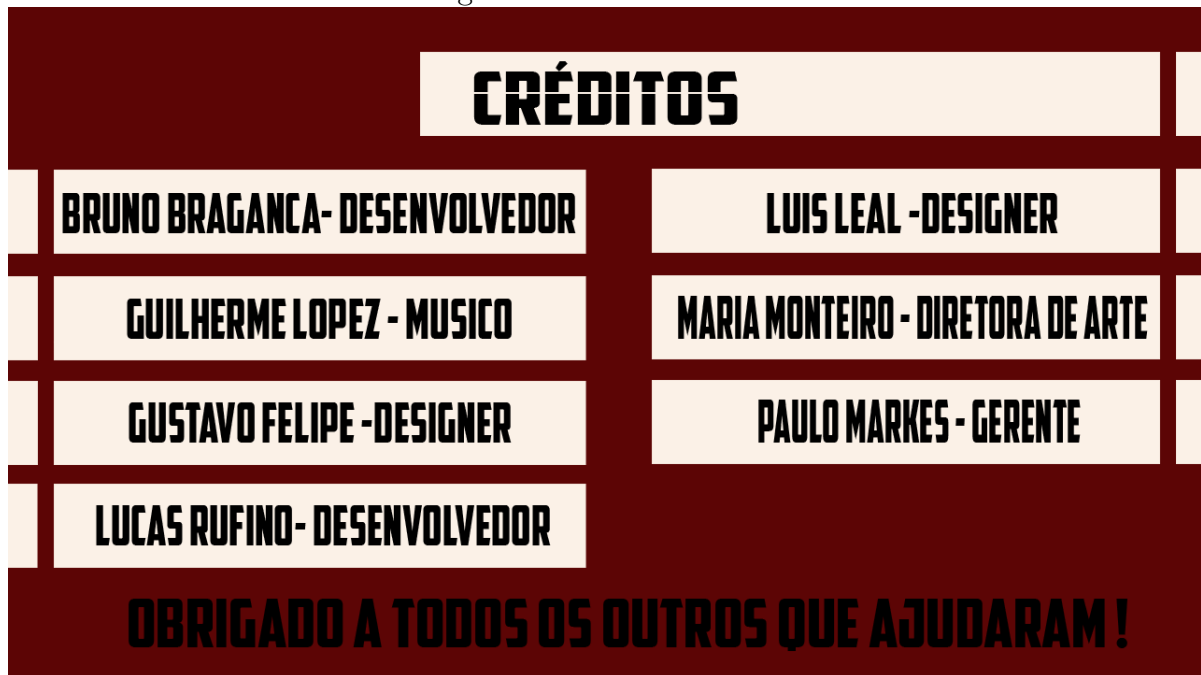 CRÉDITOS
BRUNO BRAGANCA- DESENVOLVEDOR
LUIS LEAL -DESIGNER
GUILHERME LOPEZ - MUSICO
MARIA MONTEIRO - DIRETORA DE ARTE
GUSTAVO FELIPE -DESIGNER
PAULO MARKES - GERENTE
LUCAS RUFINO- DESENVOLVEDOR
OBRIGADO A TODOS OS OUTROS QUE AJUDARAM !